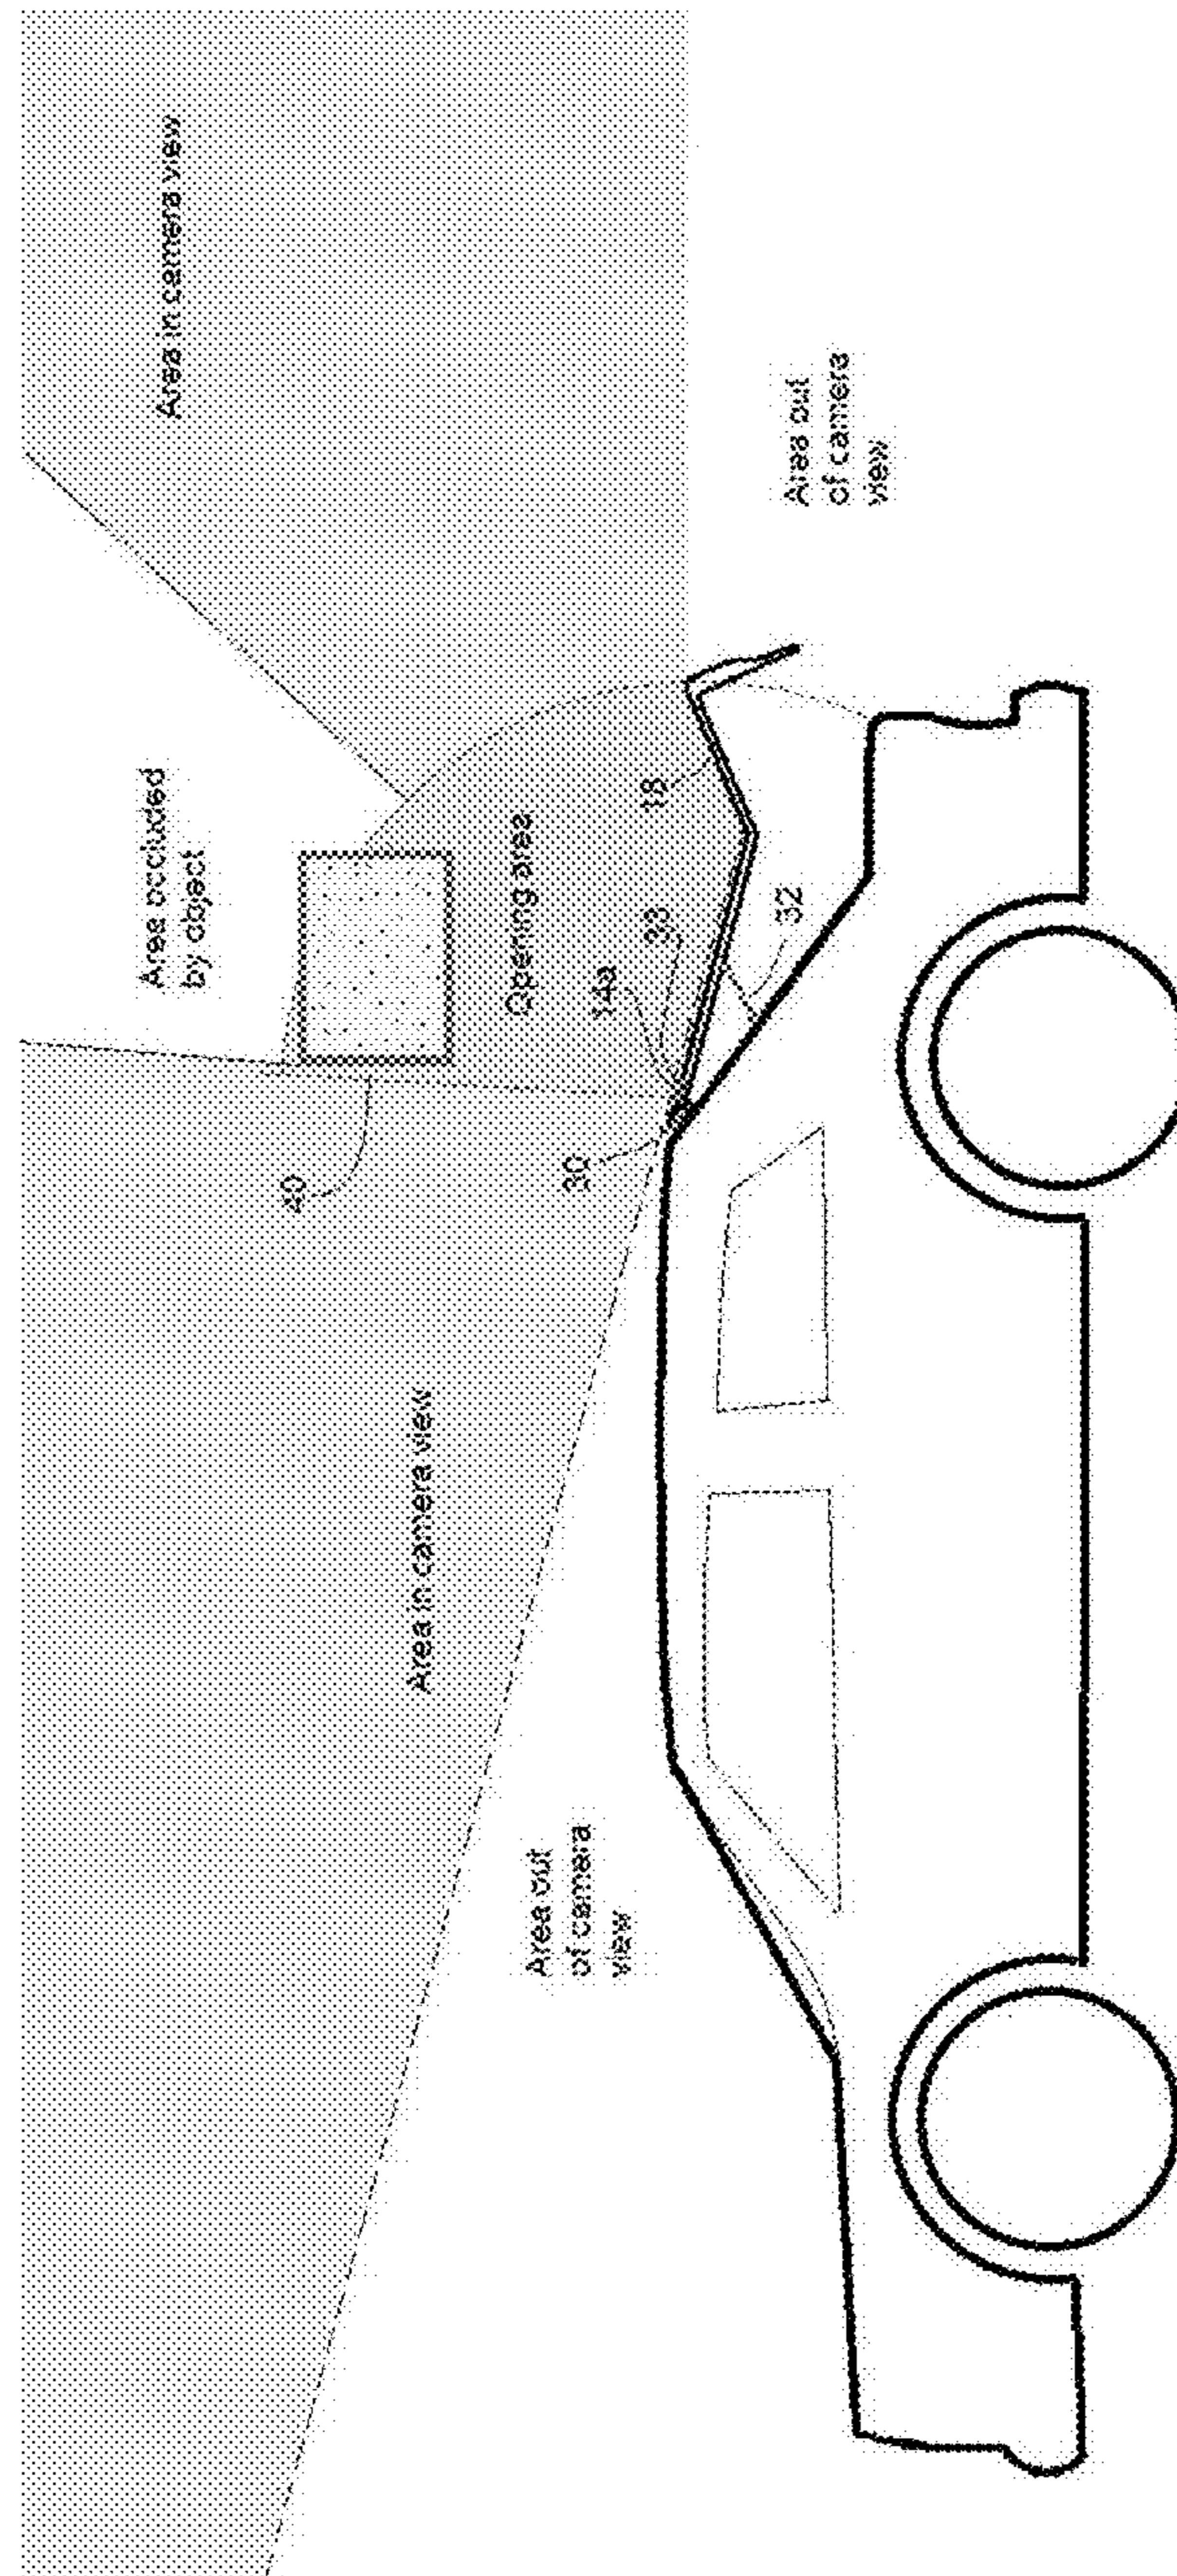 Area in camera view
Area occluded
by object
40
Area in camera view
Opening area
30
14a
33
18
32
Area out
of camera
view
Area out
of camera
view